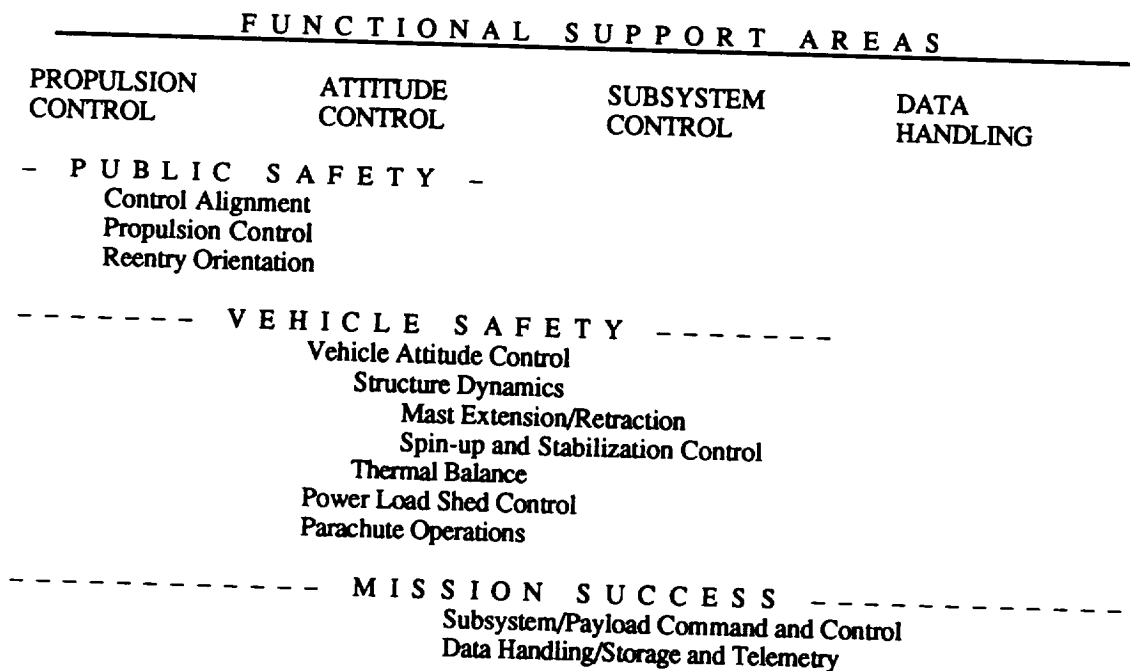 FUNCTIONAL SUPPORT AREAS
PROPULSION CONTROL
ATTITUDE CONTROL
SUBSYSTEM CONTROL
DATA HANDLING
- PUBLIC SAFETY -
Control Alignment
Propulsion Control
Reentry Orientation
------- VEHICLE SAFETY -------
Vehicle Attitude Control
Structure Dynamics
Mast Extension/Retraction
Spin-up and Stabilization Control
Thermal Balance
Power Load Shed Control
Parachute Operations
------------- MISSION SUCCESS -------------
Subsystem/Payload Command and Control
Data Handling/Storage and Telemetry